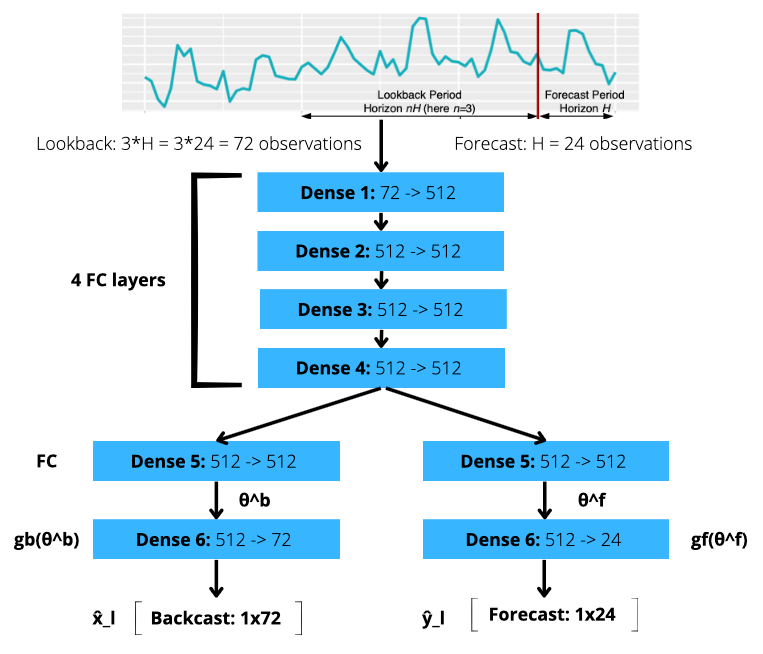 Lookback Period
Horizon nH (here n=3)
Forecast Period
Horizon H
Lookback: 3*H = 3*24 = 72 observations
Forecast: H = 24 observations
Dense 1: 72 -> 512
Dense 2: 512 -> 512
4 FC layers
Dense 3: 512 -> 512
Dense 4: 512 -> 512
FC
Dense 5: 512 -> 512
Dense 5: 512 -> 512
θ^b
θ^f
gb(θ^b)
Dense 6: 512 -> 72
Dense 6: 512 -> 24
gf(θ^f)
x̂_l [ Backcast: 1x72 ]
ŷ_l [ Forecast: 1x24 ]